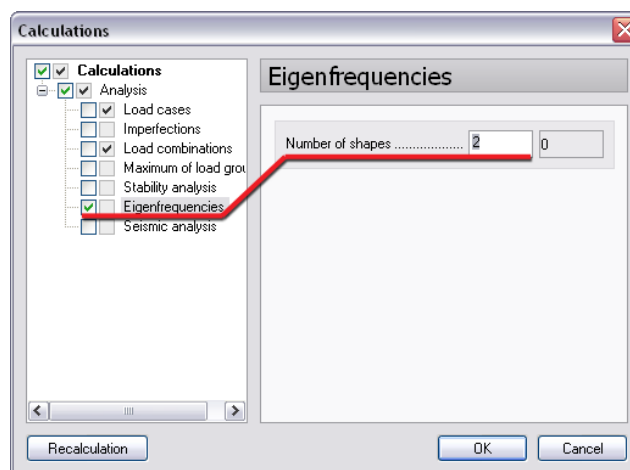 Calculations
Calculations
Analysis
Load cases
Imperfections
Load combinations
Maximum of load grou
Stability analysis
Eigenfrequencies
Seismic analysis
Eigenfrequencies
Number of shapes ................... 2 0
Recalculation
OK Cancel